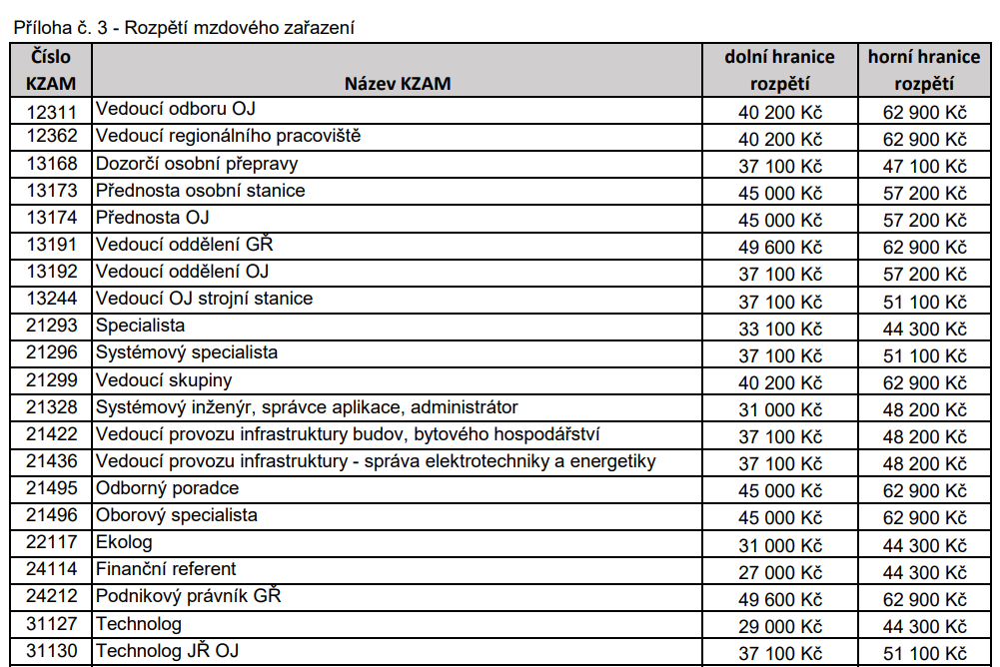 Příloha č. 3 - Rozpětí mzdového zařazení
Číslo KZAM Název KZAM dolní hranice rozpětí horní hranice rozpětí
12311 Vedoucí odboru OJ 40 200 Kč 62 900 Kč
12362 Vedoucí regionálního pracoviště 40 200 Kč 62 900 Kč
13168 Dozorčí osobní přepravy 37 100 Kč 47 100 Kč
13173 Přednosta osobní stanice 45 000 Kč 57 200 Kč
13174 Přednosta OJ 45 000 Kč 57 200 Kč
13191 Vedoucí oddělení GŘ 49 600 Kč 62 900 Kč
13192 Vedoucí oddělení OJ 37 100 Kč 57 200 Kč
13244 Vedoucí OJ strojní stanice 37 100 Kč 51 100 Kč
21293 Specialista 33 100 Kč 44 300 Kč
21296 Systémový specialista 37 100 Kč 51 100 Kč
21299 Vedoucí skupiny 40 200 Kč 62 900 Kč
21328 Systémový inženýr, správce aplikace, administrátor 31 000 Kč 48 200 Kč
21422 Vedoucí provozu infrastruktury budov, bytového hospodářství 37 100 Kč 48 200 Kč
21436 Vedoucí provozu infrastruktury - správa elektrotechniky a energetiky 37 100 Kč 48 200 Kč
21495 Odborný poradce 45 000 Kč 62 900 Kč
21496 Oborový specialista 45 000 Kč 62 900 Kč
22117 Ekolog 31 000 Kč 44 300 Kč
24114 Finanční referent 27 000 Kč 44 300 Kč
24212 Podnikový právník GŘ 49 600 Kč 62 900 Kč
31127 Technolog 29 000 Kč 44 300 Kč
31130 Technolog JŘ OJ 37 100 Kč 51 100 Kč